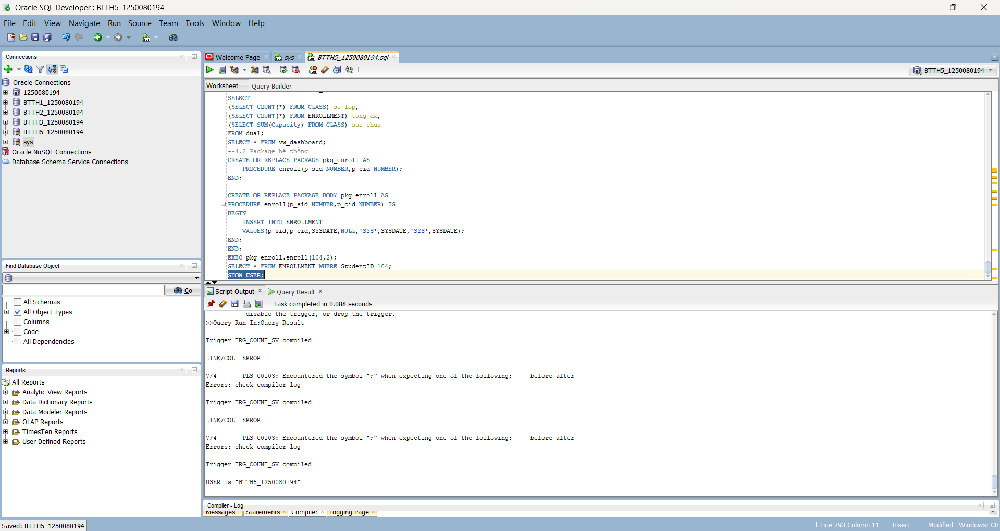 Oracle SQL Developer : BTTH5_1250080194
File Edit View Navigate Run Source Team Tools Window Help
Connections
Oracle Connections
1250080194
BTTH1_1250080194
BTTH2_1250080194
BTTH3_1250080194
BTTH5_1250080194
sys
Oracle NoSQL Connections
Database Schema Service Connections
Find Database Object
Go
All Schemas
All Object Types
Columns
Code
All Dependencies
Reports
All Reports
Analytic View Reports
Data Dictionary Reports
Data Modeler Reports
OLAP Reports
TimesTen Reports
User Defined Reports
Welcome Page sys BTTH5_1250080194.sql
BTTH5_1250080194
Worksheet Query Builder
SELECT
(SELECT COUNT(*) FROM CLASS) so_lop,
(SELECT COUNT(*) FROM ENROLLMENT) tong_dk,
(SELECT SUM(Capacity) FROM CLASS) suc_chua
FROM dual;
SELECT * FROM vw_dashboard;
--4.2 Package hệ thống
CREATE OR REPLACE PACKAGE pkg_enroll AS
PROCEDURE enroll(p_sid NUMBER,p_cid NUMBER);
END;
CREATE OR REPLACE PACKAGE BODY pkg_enroll AS
PROCEDURE enroll(p_sid NUMBER,p_cid NUMBER) IS
BEGIN
INSERT INTO ENROLLMENT
VALUES(p_sid,p_cid,SYSDATE,NULL,'SYS',SYSDATE,'SYS',SYSDATE);
END;
END;
EXEC pkg_enroll.enroll(104,2);
SELECT * FROM ENROLLMENT WHERE StudentID=104;
SHOW USER;
Script Output Query Result
Task completed in 0.088 seconds
disable the trigger, or drop the trigger.
>>Query Run In:Query Result
Trigger TRG_COUNT_SV compiled
LINE/COL ERROR
--------- -------------------------------------------------------------
7/4 PLS-00103: Encountered the symbol ";" when expecting one of the following: before after
Errors: check compiler log
Trigger TRG_COUNT_SV compiled
LINE/COL ERROR
--------- -------------------------------------------------------------
7/4 PLS-00103: Encountered the symbol ";" when expecting one of the following: before after
Errors: check compiler log
Trigger TRG_COUNT_SV compiled
USER is "BTTH5_1250080194"
Compiler - Log
Messages Statements Compiler Logging Page
Saved: BTTH5_1250080194
Line 293 Column 11 Insert Modified Windows: CF